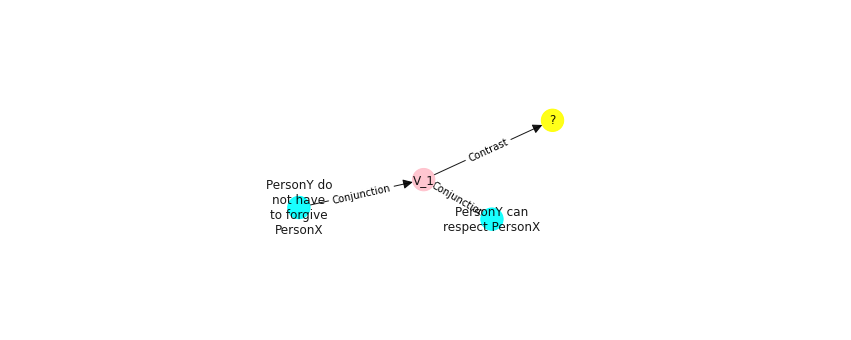 ?
Contrast
V_1
PersonY do
not have
to forgive
PersonX
Conjunction
Conjunction
PersonY can
respect PersonX